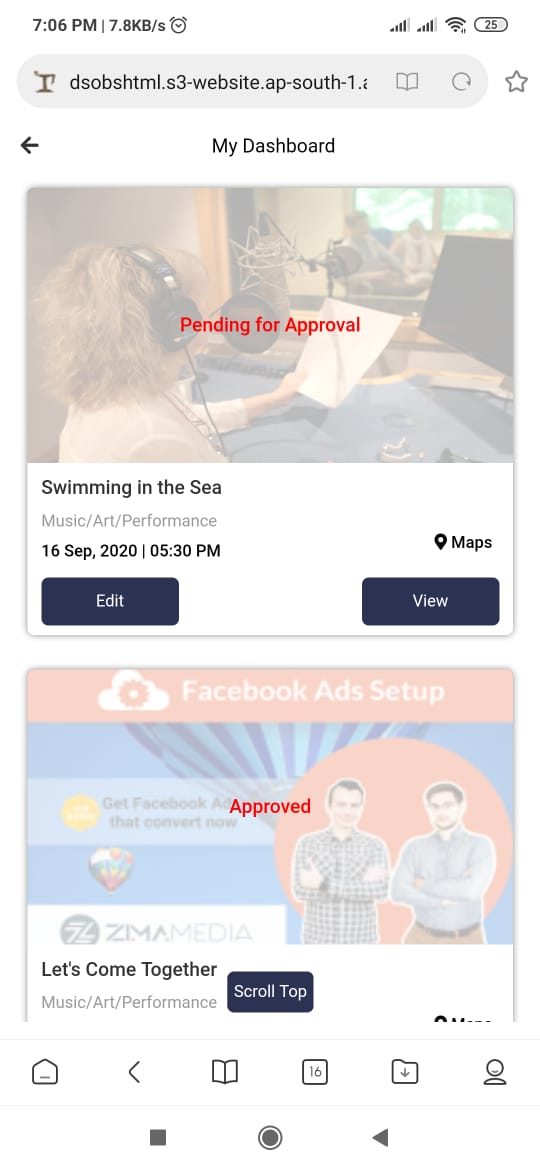 7:06 PM | 7.8KB/s
25
dsobshtml.s3-website.ap-south-1.a
My Dashboard
Pending for Approval
Swimming in the Sea
Music/Art/Performance
16 Sep, 2020 | 05:30 PM
Maps
Edit
View
Facebook Ads Setup
Get Facebook Ad
that convert now
Approved
ZIMAMEDIA
Let's Come Together
Music/Art/Performance
Scroll Top
Maps
16